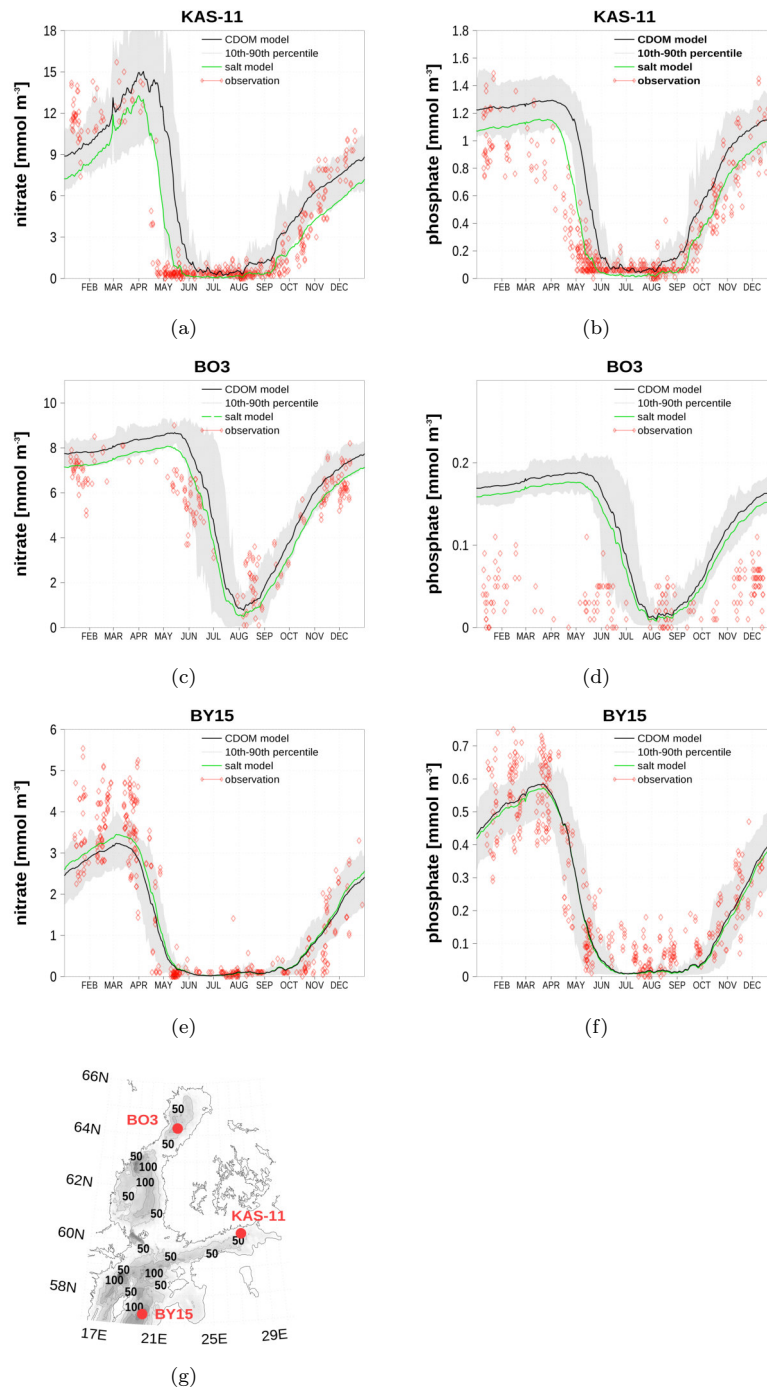 KAS-11
nitrate [mmol m⁻³]
18
15
12
9
6
3
0
CDOM model
10th-90th percentile
salt model
observation
FEB MAR APR MAY JUN JUL AUG SEP OCT NOV DEC
(a)
KAS-11
phosphate [mmol m⁻³]
1.8
1.6
1.4
1.2
1
0.8
0.6
0.4
0.2
0
CDOM model
10th-90th percentile
salt model
observation
FEB MAR APR MAY JUN JUL AUG SEP OCT NOV DEC
(b)
BO3
nitrate [mmol m⁻³]
10
8
6
4
2
0
CDOM model
10th-90th percentile
salt model
observation
FEB MAR APR MAY JUN JUL AUG SEP OCT NOV DEC
(c)
BO3
phosphate [mmol m⁻³]
0.2
0.1
0
CDOM model
10th-90th percentile
salt model
observation
FEB MAR APR MAY JUN JUL AUG SEP OCT NOV DEC
(d)
BY15
nitrate [mmol m⁻³]
6
5
4
3
2
1
0
CDOM model
10th-90th percentile
salt model
observation
FEB MAR APR MAY JUN JUL AUG SEP OCT NOV DEC
(e)
BY15
phosphate [mmol m⁻³]
0.7
0.6
0.5
0.4
0.3
0.2
0.1
0
CDOM model
10th-90th percentile
salt model
observation
FEB MAR APR MAY JUN JUL AUG SEP OCT NOV DEC
(f)
66N
50
BO3
64N
50
50
100
62N
100
50
50
KAS-11
60N
50
50
50
50
50
100
58N
100
50
50
100
BY15
17E 21E 25E 29E
(g)